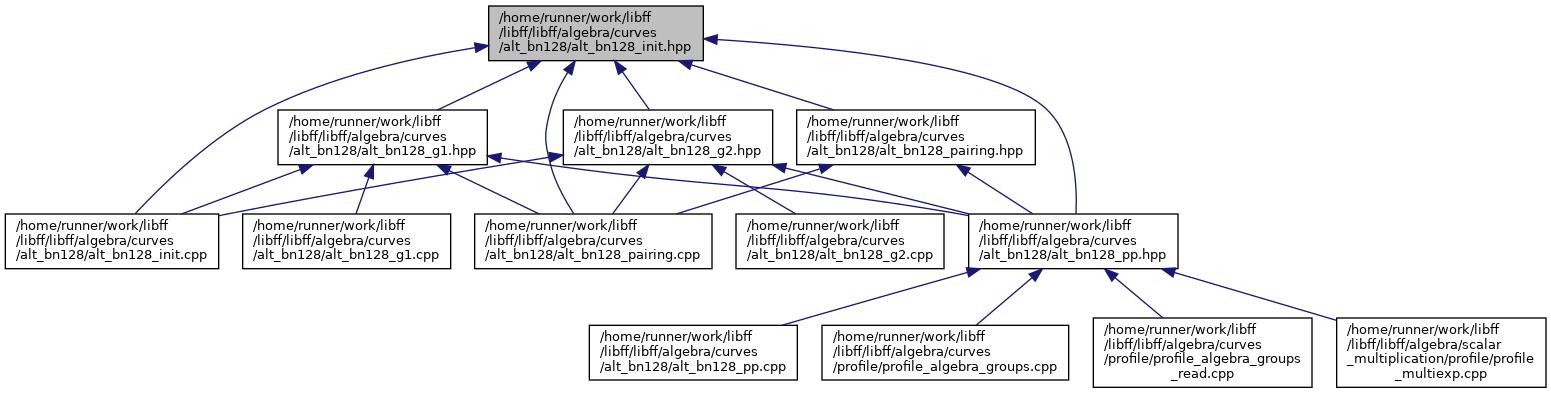 /home/runner/work/libff
/libff/libff/algebra/curves
/alt_bn128/alt_bn128_init.hpp
/home/runner/work/libff
/libff/libff/algebra/curves
/alt_bn128/alt_bn128_g1.hpp
/home/runner/work/libff
/libff/libff/algebra/curves
/alt_bn128/alt_bn128_g2.hpp
/home/runner/work/libff
/libff/libff/algebra/curves
/alt_bn128/alt_bn128_pairing.hpp
/home/runner/work/libff
/libff/libff/algebra/curves
/alt_bn128/alt_bn128_init.cpp
/home/runner/work/libff
/libff/libff/algebra/curves
/alt_bn128/alt_bn128_g1.cpp
/home/runner/work/libff
/libff/libff/algebra/curves
/alt_bn128/alt_bn128_pairing.cpp
/home/runner/work/libff
/libff/libff/algebra/curves
/alt_bn128/alt_bn128_g2.cpp
/home/runner/work/libff
/libff/libff/algebra/curves
/alt_bn128/alt_bn128_pp.hpp
/home/runner/work/libff
/libff/libff/algebra/curves
/alt_bn128/alt_bn128_pp.cpp
/home/runner/work/libff
/libff/libff/algebra/curves
/profile/profile_algebra_groups.cpp
/home/runner/work/libff
/libff/libff/algebra/curves
/profile/profile_algebra_groups
_read.cpp
/home/runner/work/libff
/libff/libff/algebra/scalar
_multiplication/profile/profile
_multiexp.cpp